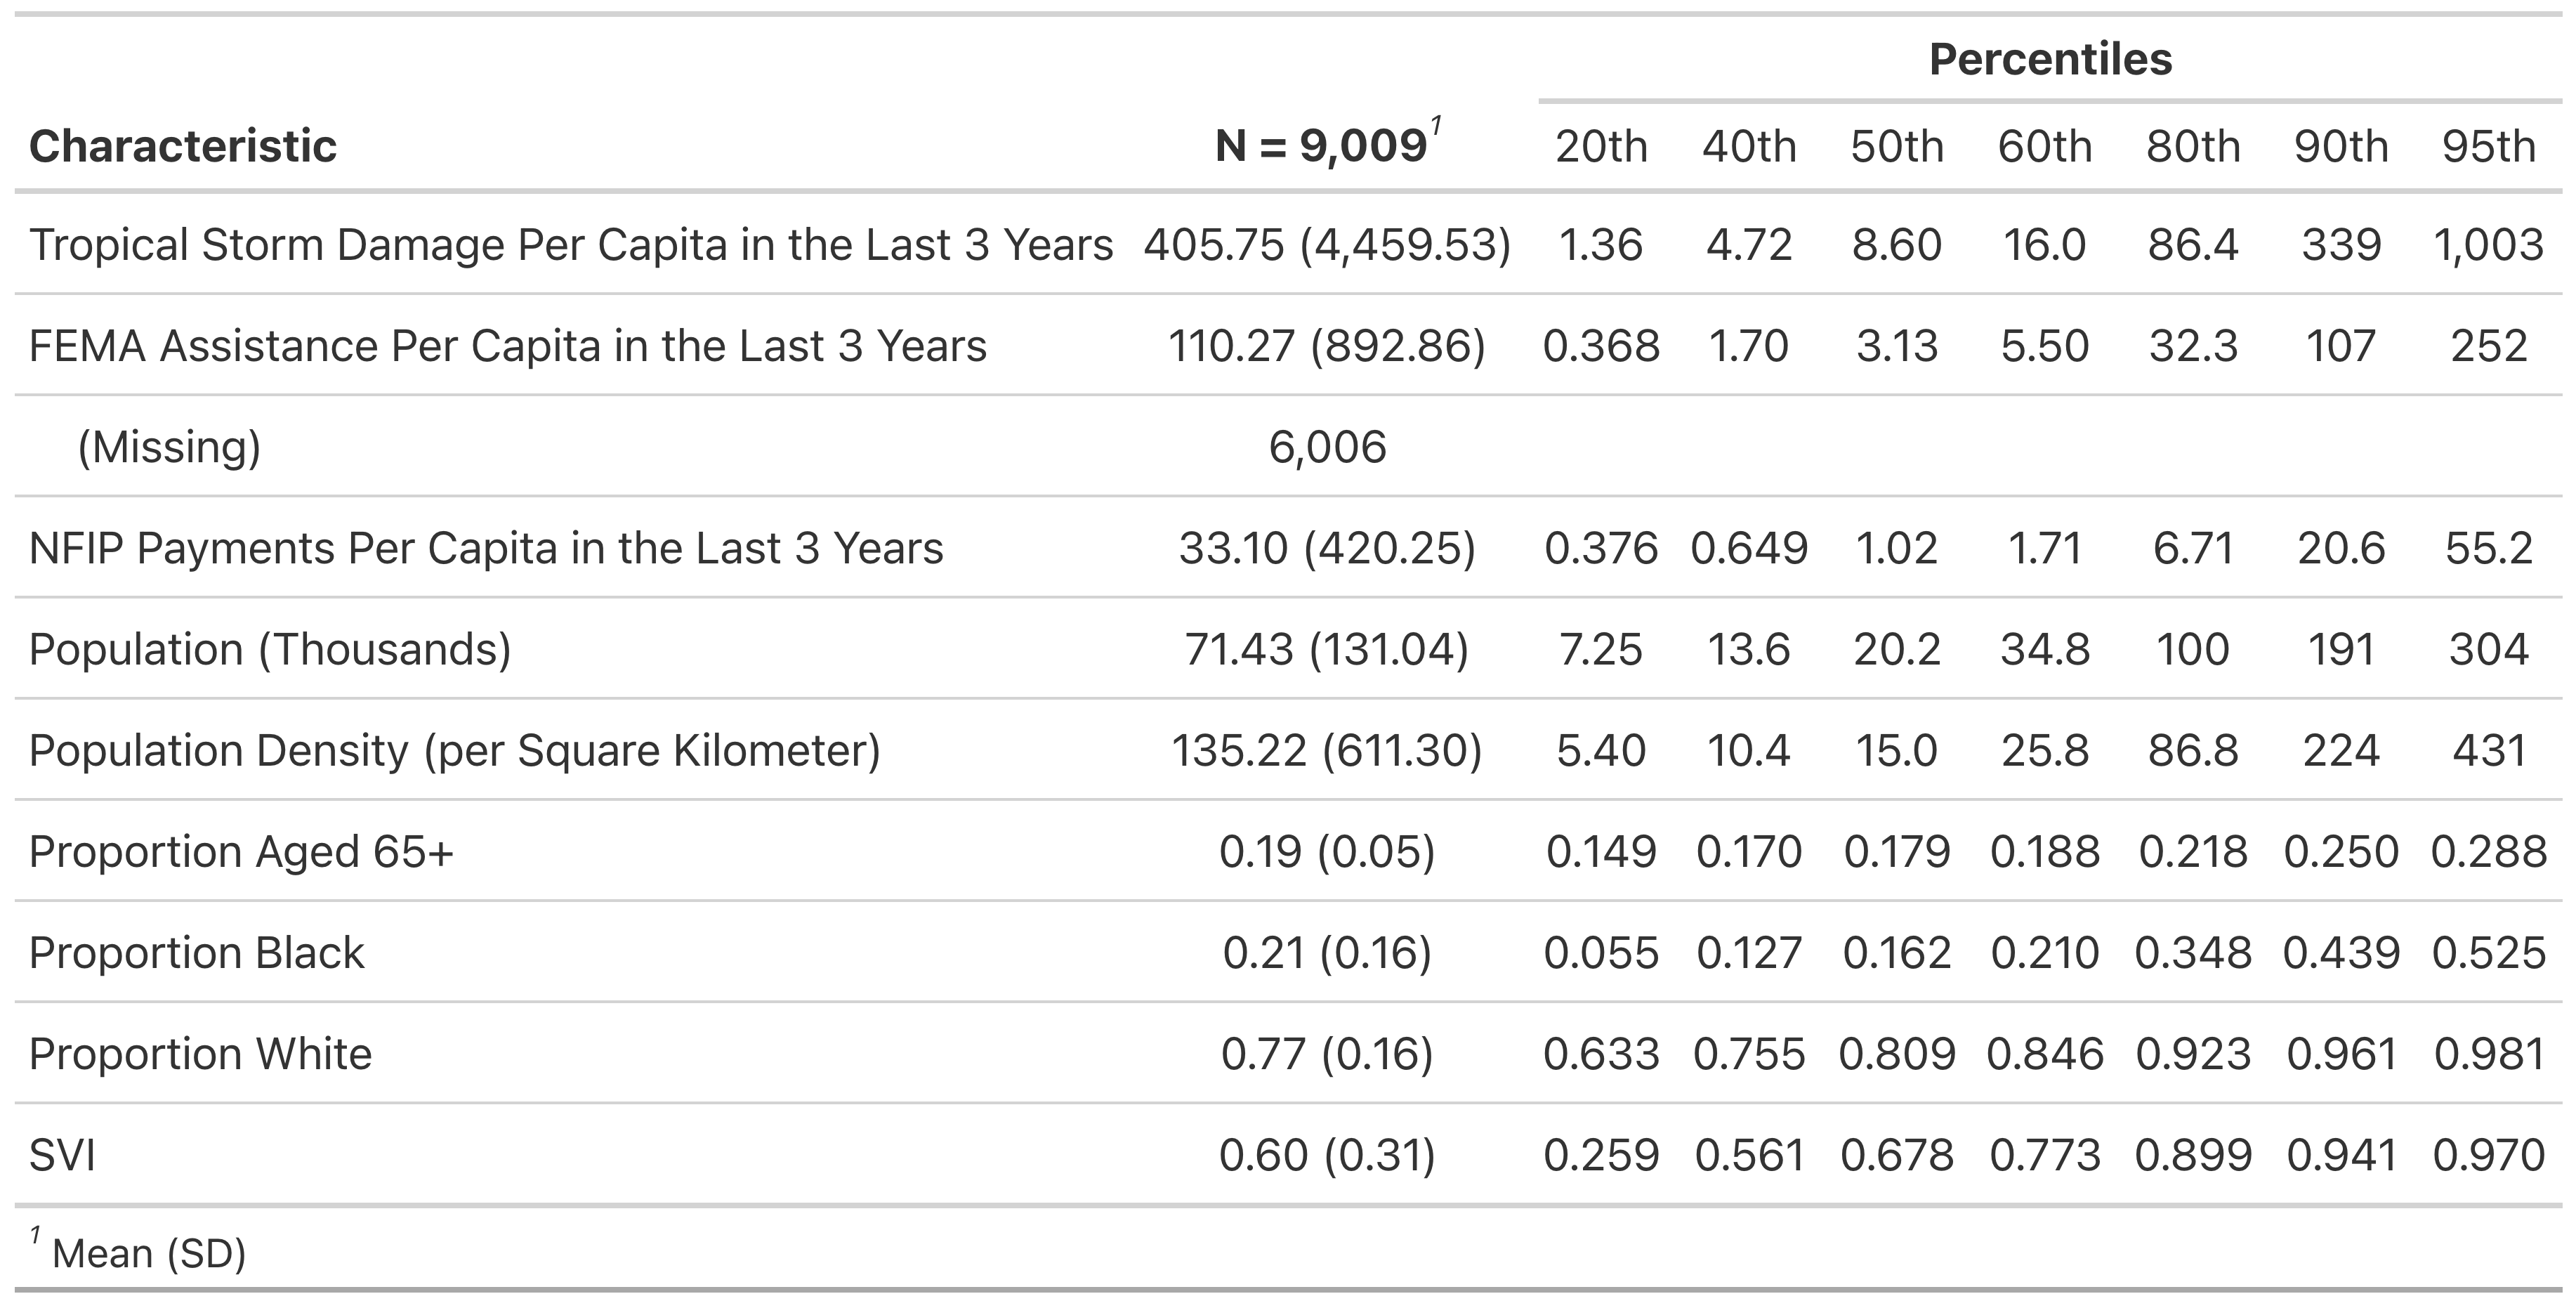 Percentiles
Characteristic N = 9,009¹ 20th 40th 50th 60th 80th 90th 95th
Tropical Storm Damage Per Capita in the Last 3 Years 405.75 (4,459.53) 1.36 4.72 8.60 16.0 86.4 339 1,003
FEMA Assistance Per Capita in the Last 3 Years 110.27 (892.86) 0.368 1.70 3.13 5.50 32.3 107 252
(Missing) 6,006
NFIP Payments Per Capita in the Last 3 Years 33.10 (420.25) 0.376 0.649 1.02 1.71 6.71 20.6 55.2
Population (Thousands) 71.43 (131.04) 7.25 13.6 20.2 34.8 100 191 304
Population Density (per Square Kilometer) 135.22 (611.30) 5.40 10.4 15.0 25.8 86.8 224 431
Proportion Aged 65+ 0.19 (0.05) 0.149 0.170 0.179 0.188 0.218 0.250 0.288
Proportion Black 0.21 (0.16) 0.055 0.127 0.162 0.210 0.348 0.439 0.525
Proportion White 0.77 (0.16) 0.633 0.755 0.809 0.846 0.923 0.961 0.981
SVI 0.60 (0.31) 0.259 0.561 0.678 0.773 0.899 0.941 0.970
¹ Mean (SD)